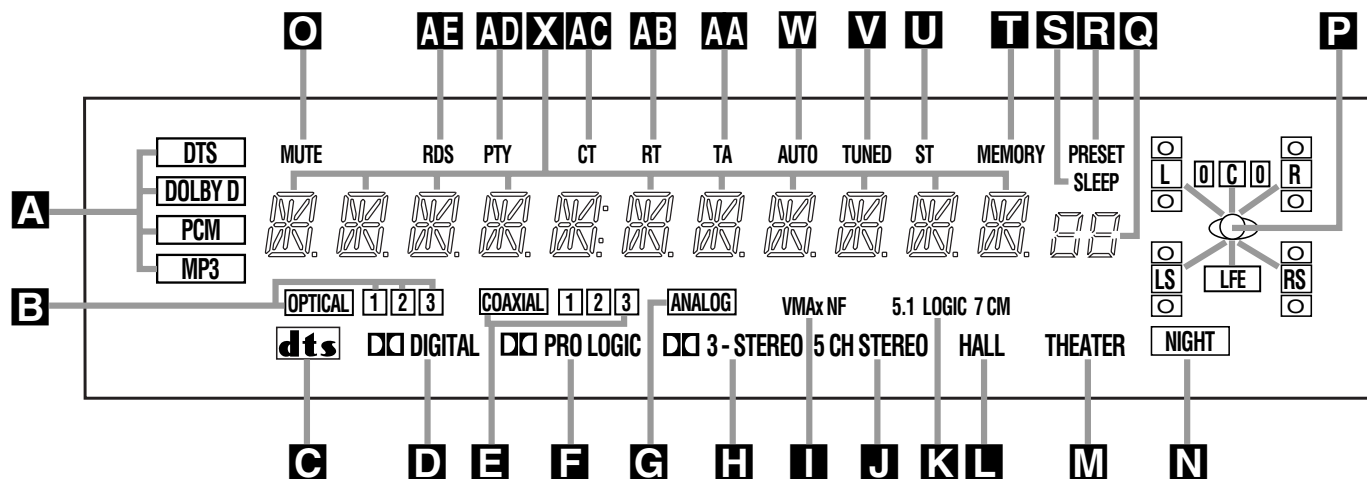 O AE AD X AC AB AA W V U T S R Q P
DTS MUTE RDS PTY CT RT TA AUTO TUNED ST MEMORY PRESET
DOLBY D SLEEP L 0 C 0 R
A
PCM
MP3 LS LFE RS
B OPTICAL 1 2 3 COAXIAL 1 2 3 ANALOG VMAx NF 5.1 LOGIC 7 CM
dts DIGITAL PRO LOGIC 3 - STEREO 5 CH STEREO HALL THEATER NIGHT
C D E F G H I J K L M N